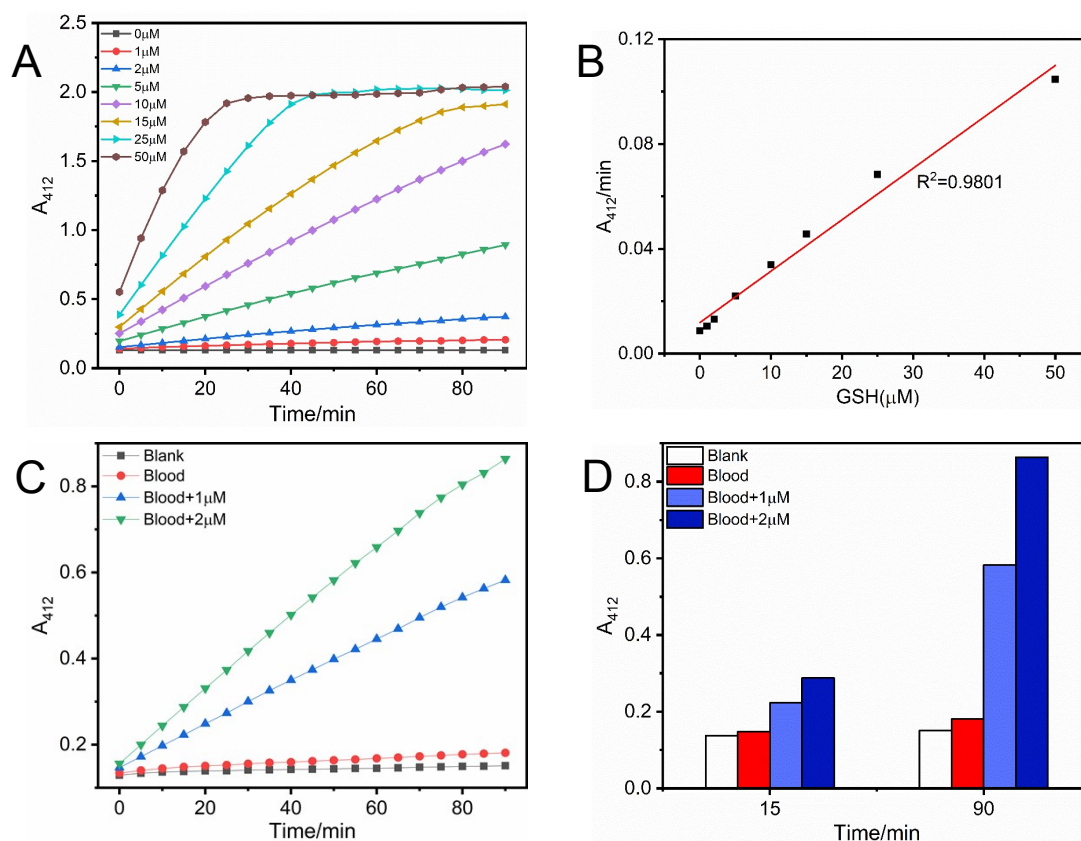 A
2.5
2.0
1.5
1.0
0.5
0.0
A412
0μM
1μM
2μM
5μM
10μM
15μM
25μM
50μM
0 20 40 60 80
Time/min
B
0.12
0.08
0.04
0.00
A412/min
R²=0.9801
0 10 20 30 40 50
GSH(μM)
C
0.8
0.6
0.4
0.2
A412
Blank
Blood
Blood+1μM
Blood+2μM
0 20 40 60 80
Time/min
D
0.8
0.6
0.4
0.2
0.0
A412
Blank
Blood
Blood+1μM
Blood+2μM
15 90
Time/min